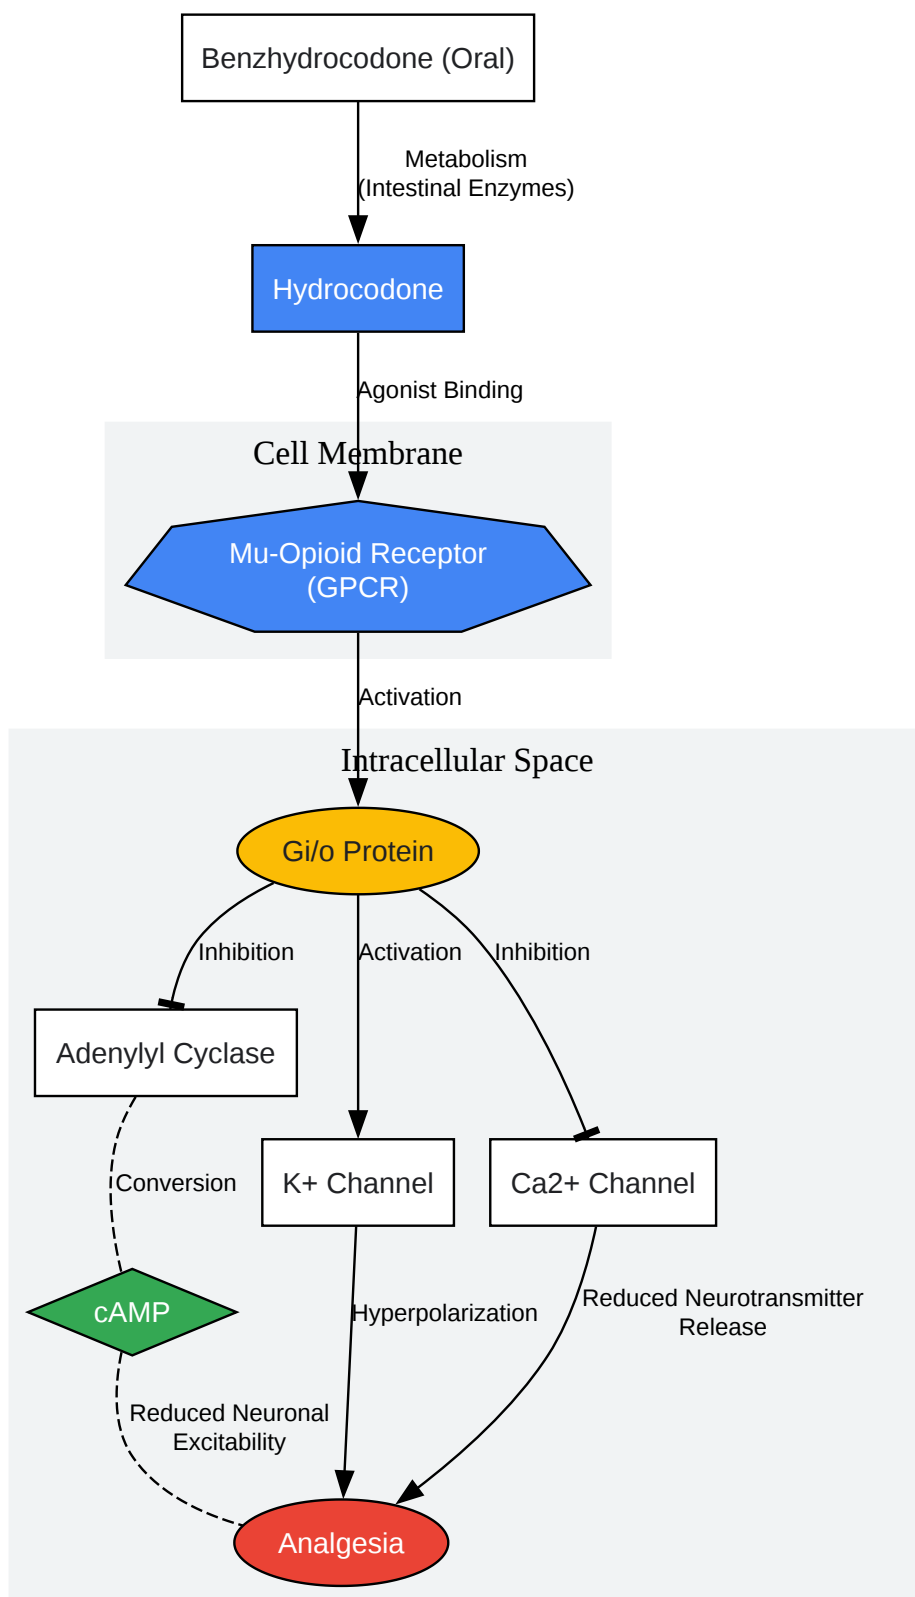 Benzhydrocodone (Oral)
Metabolism
(Intestinal Enzymes)
Hydrocodone
Agonist Binding
Cell Membrane
Mu-Opioid Receptor
(GPCR)
Activation
Intracellular Space
Gi/o Protein
Inhibition
Activation
Inhibition
Adenylyl Cyclase
K+ Channel
Ca2+ Channel
Conversion
cAMP
Hyperpolarization
Reduced Neurotransmitter
Release
Reduced Neuronal
Excitability
Analgesia